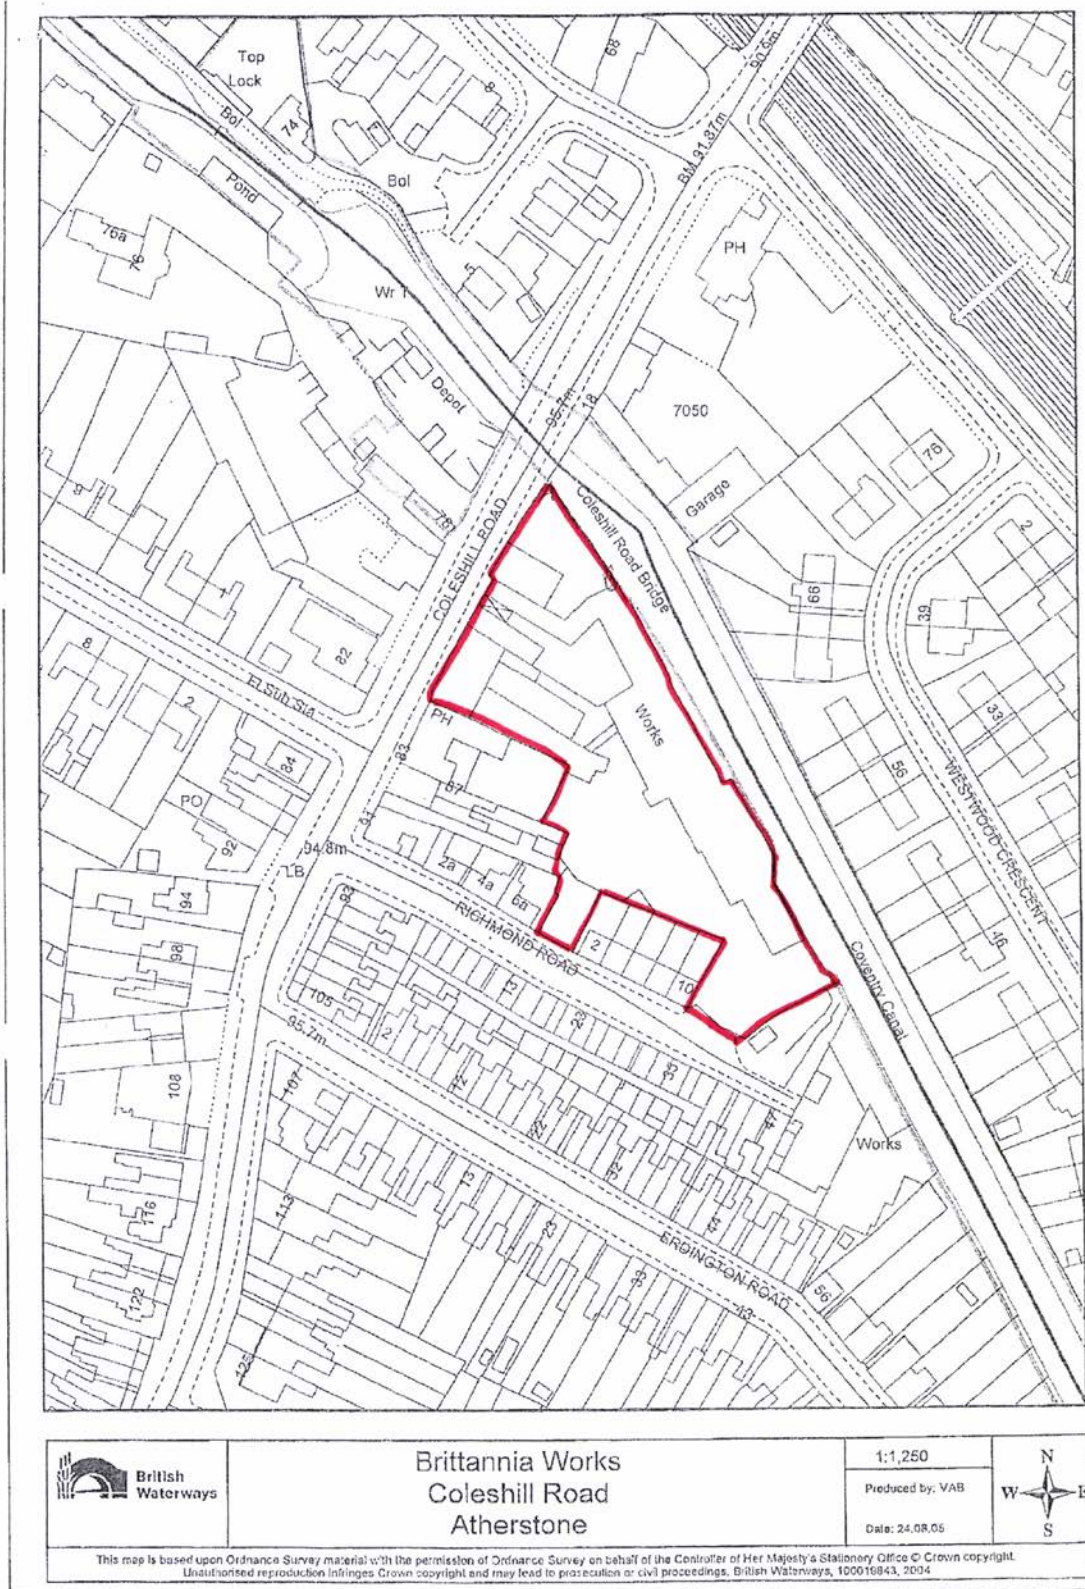 Top
Lock
Bol
74
Pond
Bol
76a
76
Wr T
Depot
8
68
90.9m
BM 91.87m
PH
5
95.7m
18
7050
Garage
76
2
9
78
COLESHILL ROAD
Coleshill Road Bridge
66
39
33
82
8
El Sub Sta
2
PH
Works
56
WESTWOOD CRESCENT
84
83
PO
87
92
91
94.8m
LB
2a
4a
6a
94
93
RICHMOND ROAD
2
46
98
10
13
Coventry Canal
105
23
95.7m
2
35
108
107
12
47
22
Works
32
116
13
113
44
23
ERDINGTON ROAD
122
33
56
43
125
British
Waterways
Brittannia Works
Coleshill Road
Atherstone
1:1,250
Produced by: VAB
Date: 24.08.05
N
W
E
S
This map is based upon Ordnance Survey material with the permission of Ordnance Survey on behalf of the Controller of Her Majesty's Stationery Office © Crown copyright.
Unauthorised reproduction infringes Crown copyright and may lead to prosecution or civil proceedings, British Waterways, 100019843, 2004